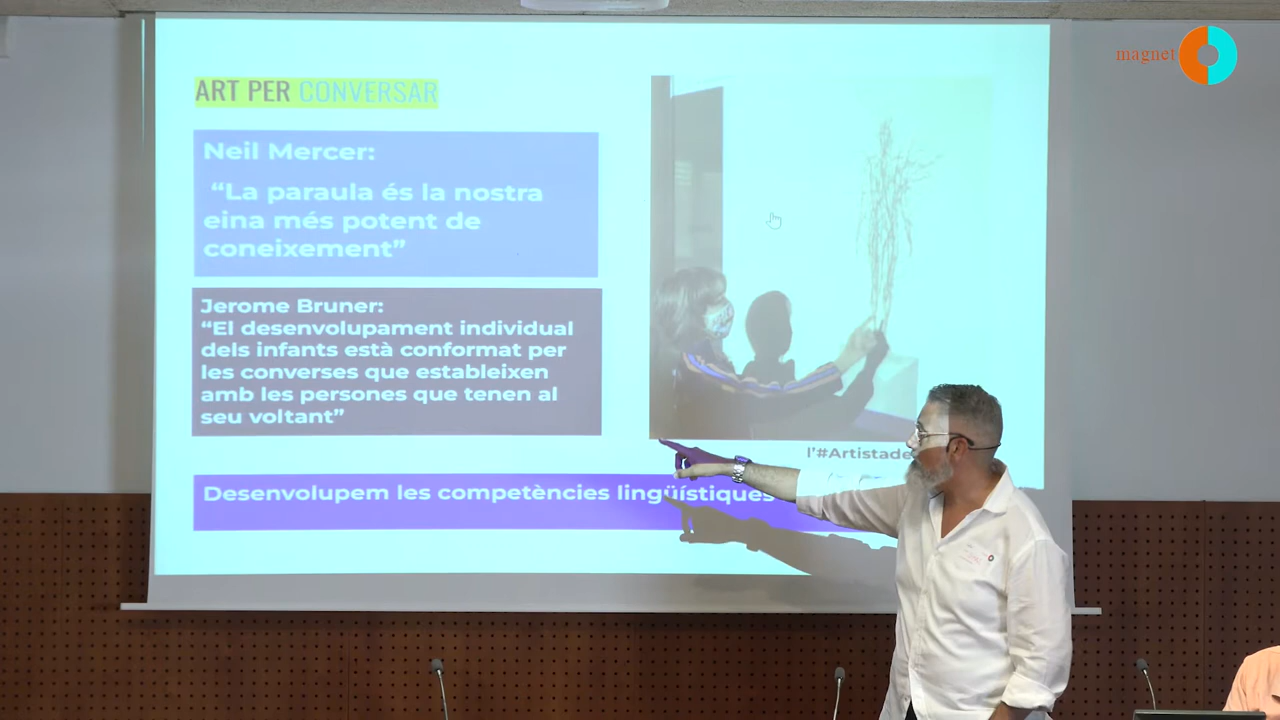 magnet
ART PER CONVERSAR
Neil Mercer:
“La paraula és la nostra
eina més potent de
coneixement”
Jerome Bruner:
“El desenvolupament individual
dels infants està conformat per
les converses que estableixen
amb les persones que tenen al
seu voltant”
l’#Artistade
Desenvolupem les competències lingüístiques